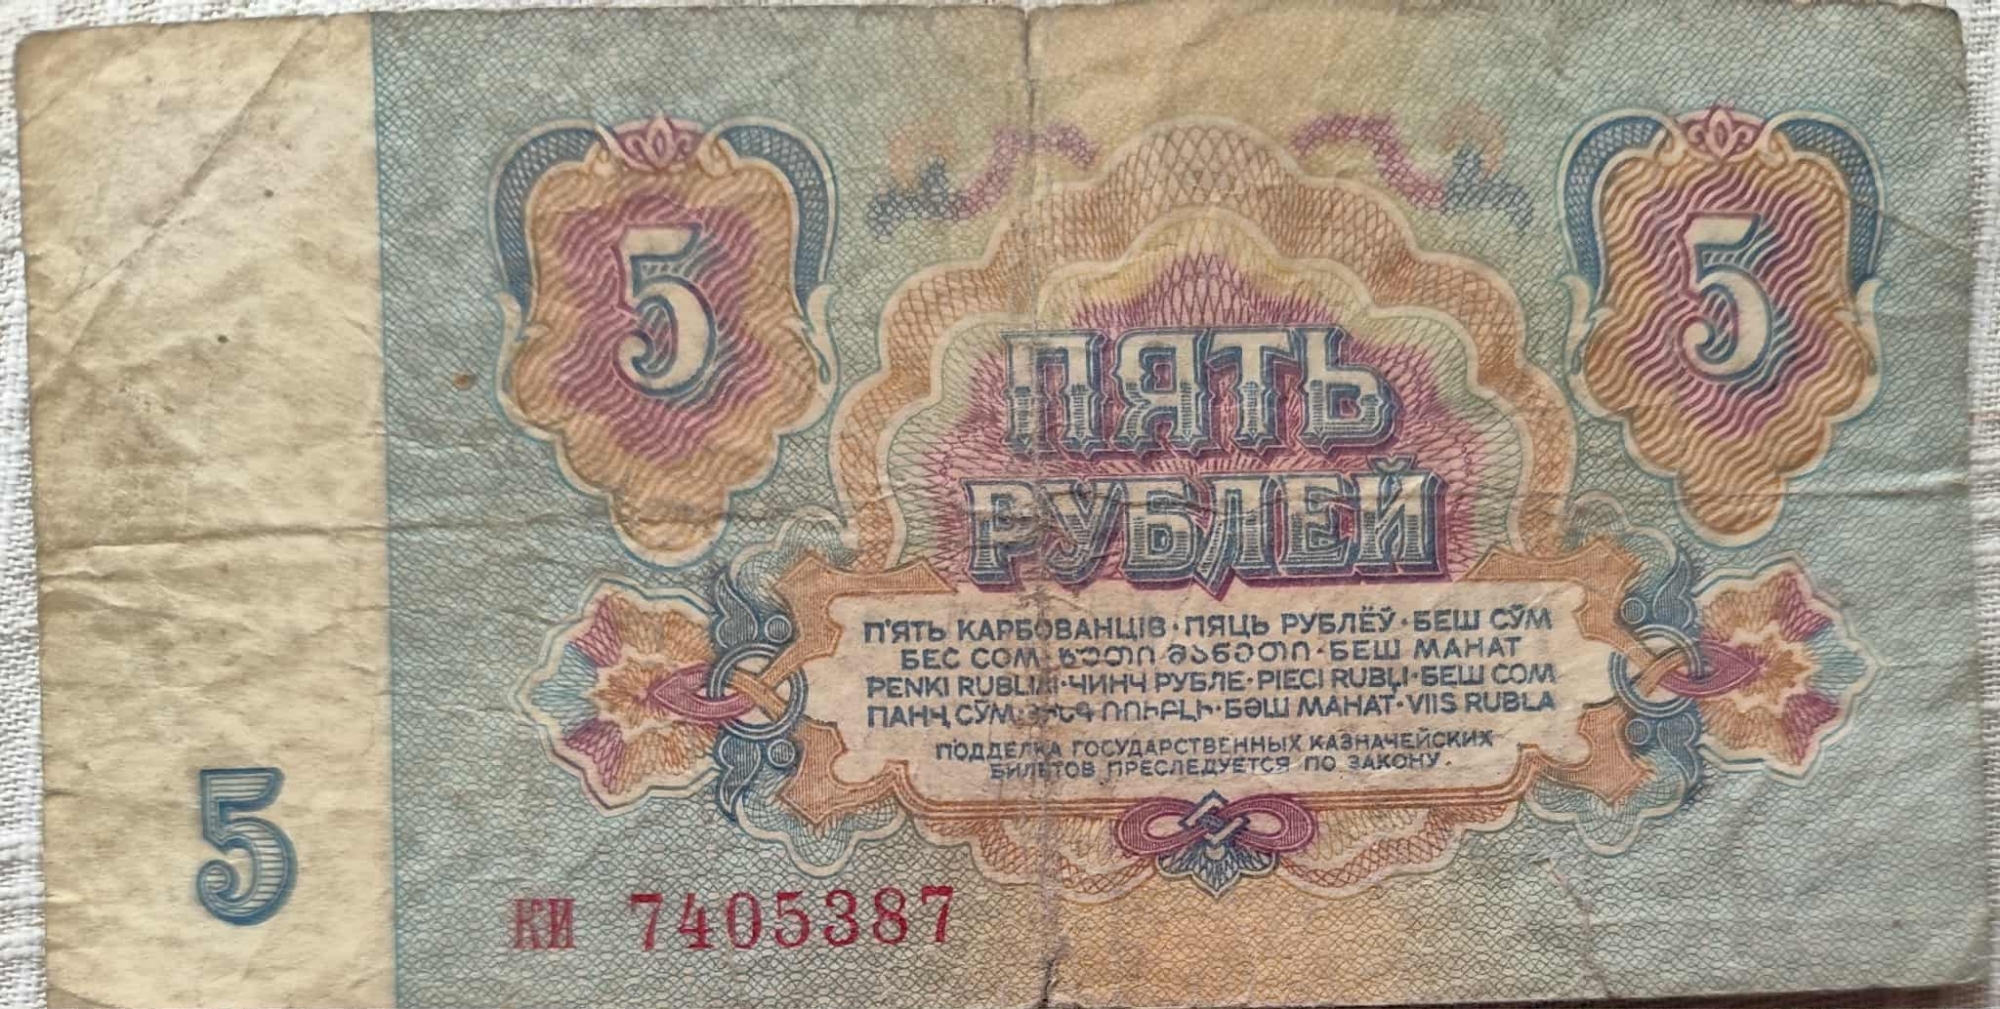 5
5
ПЯТЬ
РУБЛЕЙ
П'ЯТЬ КАРБОВАНЦІВ · ПЯЦЬ РУБЛЁЎ · БЕШ СЎМ
БЕС СОМ · ხუთი მანეთი · БЕШ МАНАТ
PENKI RUBLIAI · ЧИНЧ РУБЛЕ · PIECI RUBĻI · БЕШ СОМ
ПАНҶ СӮМ · ՀԻՆԳ ՌՈՒԲԼԻ · БӘШ МАНАТ · VIIS RUBLA
ПОДДЕЛКА ГОСУДАРСТВЕННЫХ КАЗНАЧЕЙСКИХ
БИЛЕТОВ ПРЕСЛЕДУЕТСЯ ПО ЗАКОНУ.
5
КИ 7405387